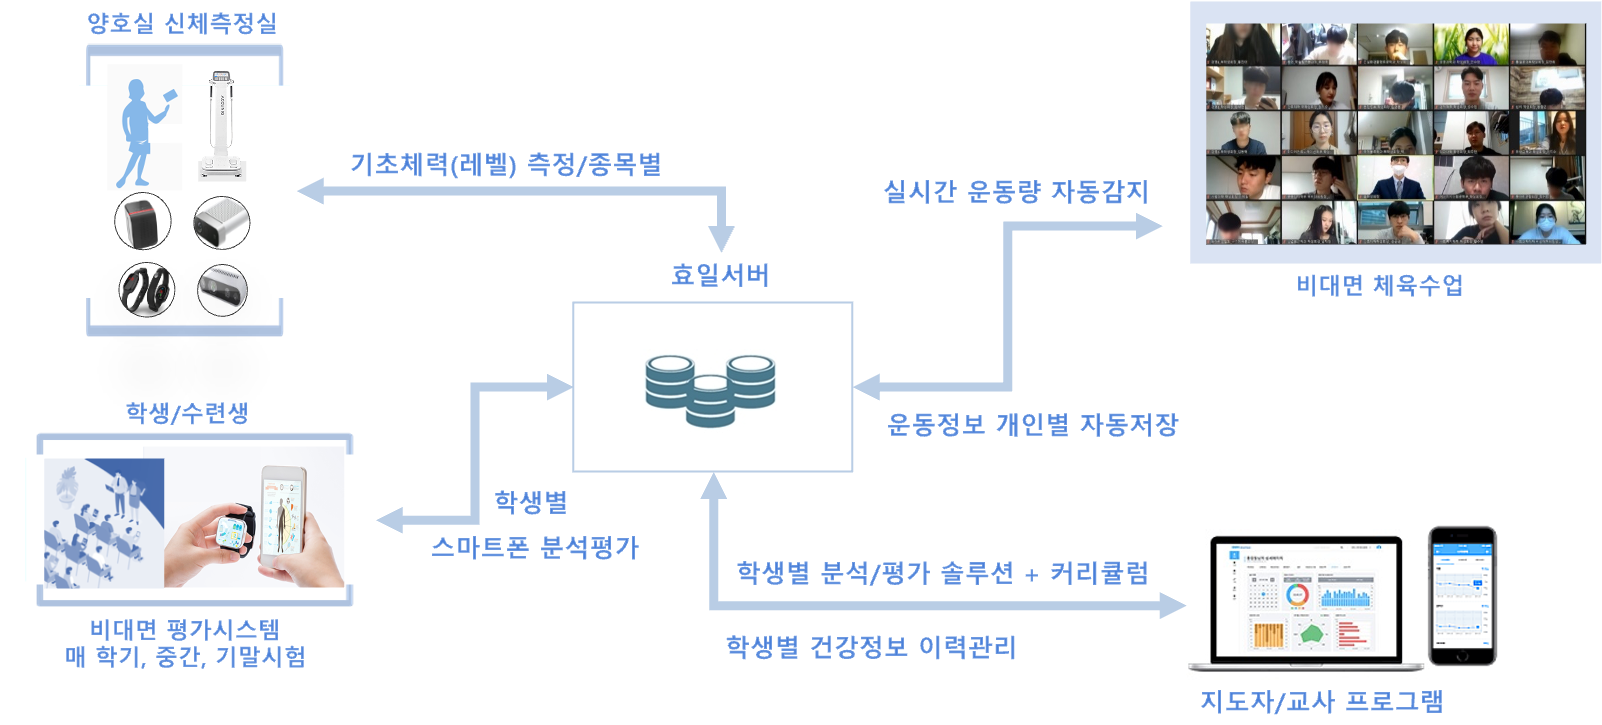 양호실 신체측정실
기초체력(레벨) 측정/종목별
실시간 운동량 자동감지
효일서버
비대면 체육수업
학생/수련생
운동정보 개인별 자동저장
학생별
스마트폰 분석평가
학생별 분석/평가 솔루션 + 커리큘럼
비대면 평가시스템
매 학기, 중간, 기말시험
학생별 건강정보 이력관리
지도자/교사 프로그램